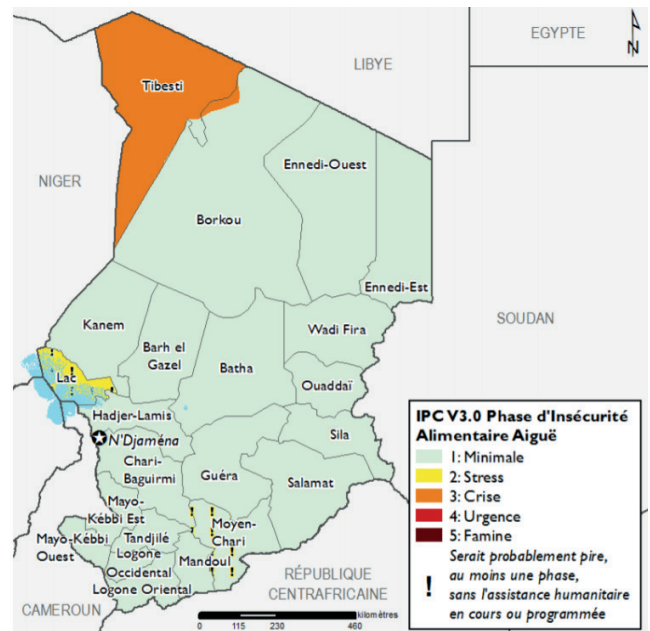 EGYPTE
N
LIBYE
Tibesti
NIGER
Ennedi-Ouest
Borkou
Ennedi-Est
SOUDAN
Kanem
Wadi Fira
Barh el
Gazel
Batha
Lac
Ouaddaï
Hadjer-Lamis
N'Djaména
Sila
Chari-
Baguirmi
Guéra
Salamat
Mayo-
Kébbi Est
Moyen-
Chari
Mayo-Kébbi
Ouest
Tandjilé
Logone
Occidental
Mandoul
Logone Oriental
RÉPUBLIQUE
CENTRAFRICAINE
CAMEROUN
kilomètres
0 115 230 460
IPC V3.0 Phase d'Insécurité
Alimentaire Aiguë
1: Minimale
2: Stress
3: Crise
4: Urgence
5: Famine
! Serait probablement pire,
au moins une phase,
sans l'assistance humanitaire
en cours ou programmée